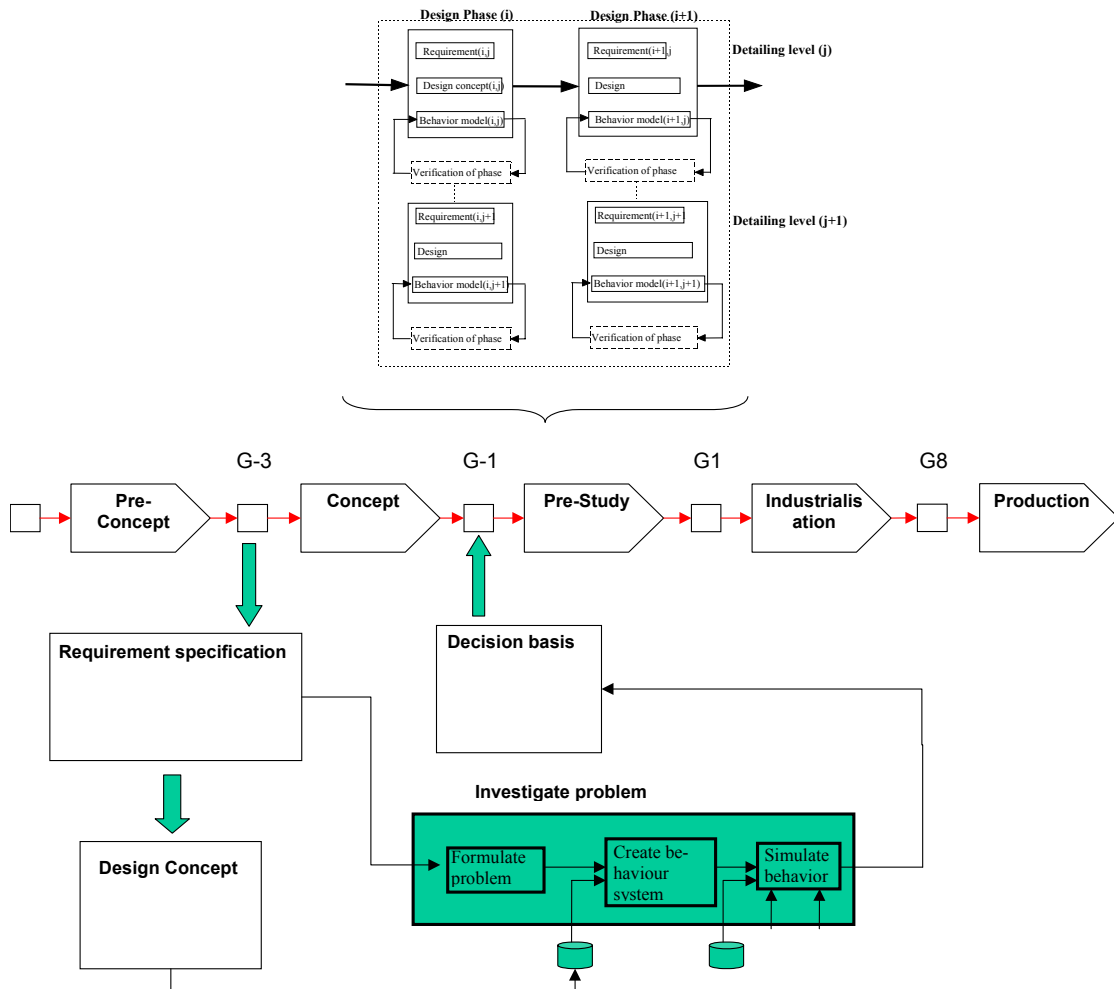 Design Phase (i)
Design Phase (i+1)
Detailing level (j)
Requirement(i,j
Design concept(i,j)
Behavior model(i,j)
Verification of phase
Requirement(i+1,j
Design
Behavior model(i+1,j)
Verification of phase
Detailing level (j+1)
Requirement(i,j+1
Design
Behavior model(i,j+1)
Verification of phase
Requirement(i+1,j+1
Design
Behavior model(i+1,j+1)
Verification of phase
G-3
G-1
G1
G8
Pre-
Concept
Concept
Pre-Study
Industrialis
ation
Production
Requirement specification
Decision basis
Investigate problem
Design Concept
Formulate
problem
Create be-
haviour
system
Simulate
behavior